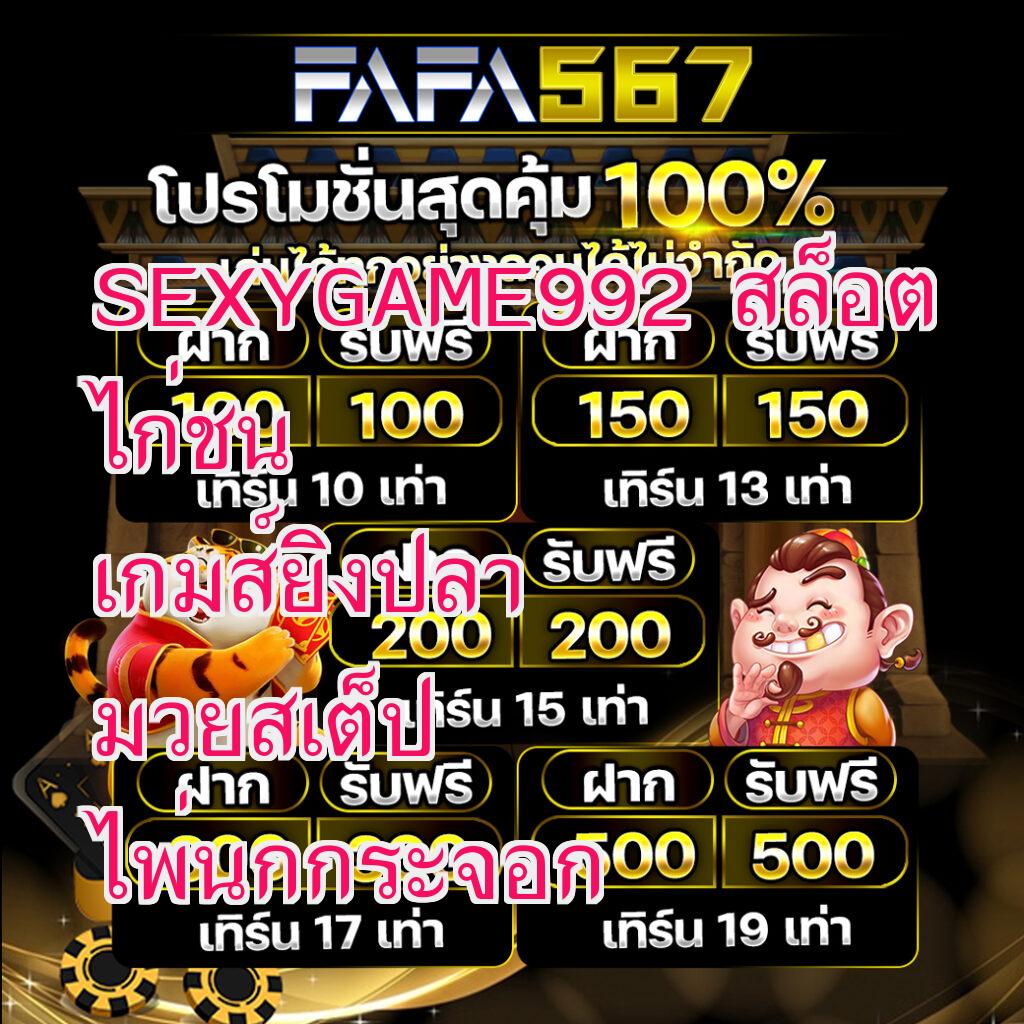 FAFA567
โปรโมชั่นสุดคุ้ม 100%
SEXYGAME992 สล็อต
ฝาก รับฟรี ฝาก รับฟรี
ไก่ชน
100 100 150 150
เทิร์น 10 เท่า เทิร์น 13 เท่า
เกมส์ยิงปลา
รับฟรี
200 200
มวยสเต็ป
เทิร์น 15 เท่า
ฝาก รับฟรี ฝาก รับฟรี
ไพ่นกกระจอก
500 500
เทิร์น 17 เท่า เทิร์น 19 เท่า